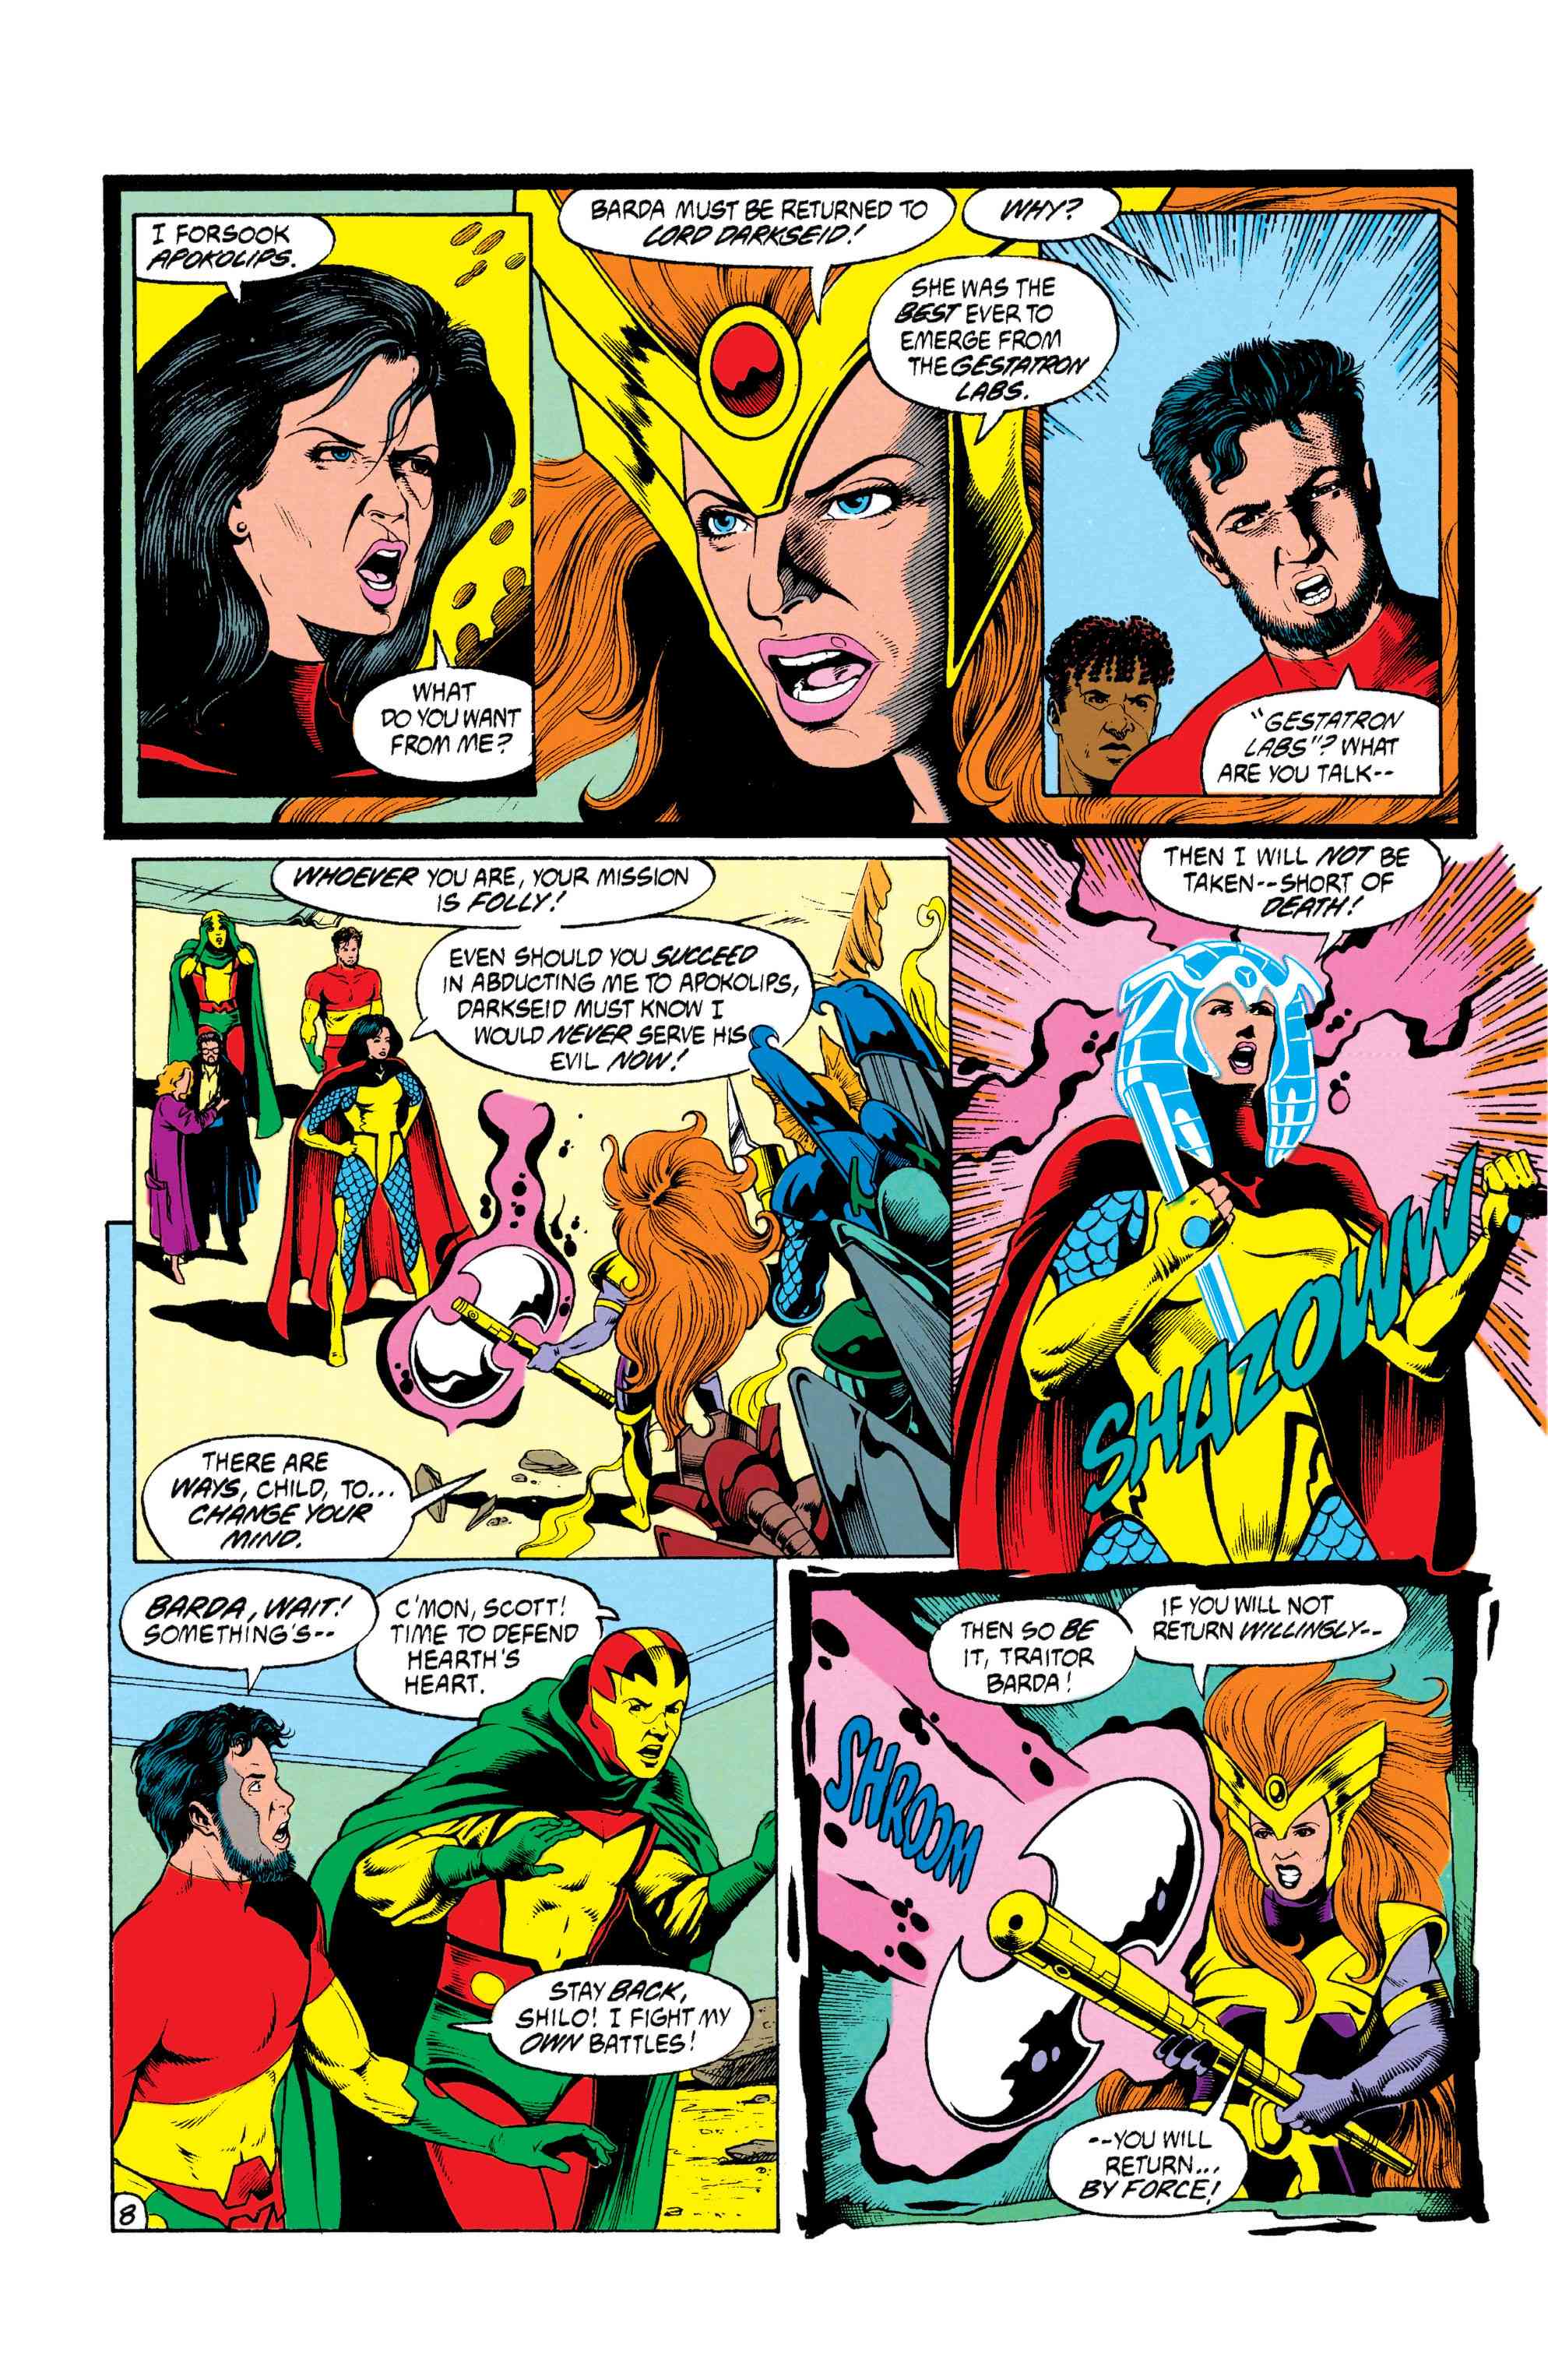 I FORSOOK
APOKOLIPS.
WHAT
DO YOU WANT
FROM ME?
BARDA MUST BE RETURNED TO
LORD DARKSEID!
SHE WAS THE
BEST EVER TO
EMERGE FROM
THE GESTATRON
LABS.
WHY?
"GESTATRON
LABS"? WHAT
ARE YOU TALK--
WHOEVER YOU ARE, YOUR MISSION
IS FOLLY!
EVEN SHOULD YOU SUCCEED
IN ABDUCTING ME TO APOKOLIPS,
DARKSEID MUST KNOW I
WOULD NEVER SERVE HIS
EVIL NOW!
THERE ARE
WAYS, CHILD, TO...
CHANGE YOUR
MIND.
THEN I WILL NOT BE
TAKEN--SHORT OF
DEATH!
SHAZOWW
BARDA, WAIT!
SOMETHING'S--
C'MON, SCOTT!
TIME TO DEFEND
HEARTH'S
HEART.
STAY BACK,
SHILO! I FIGHT MY
OWN BATTLES!
THEN SO BE
IT, TRAITOR
BARDA!
IF YOU WILL NOT
RETURN WILLINGLY--
SHROOM
--YOU WILL
RETURN...
BY FORCE!
8